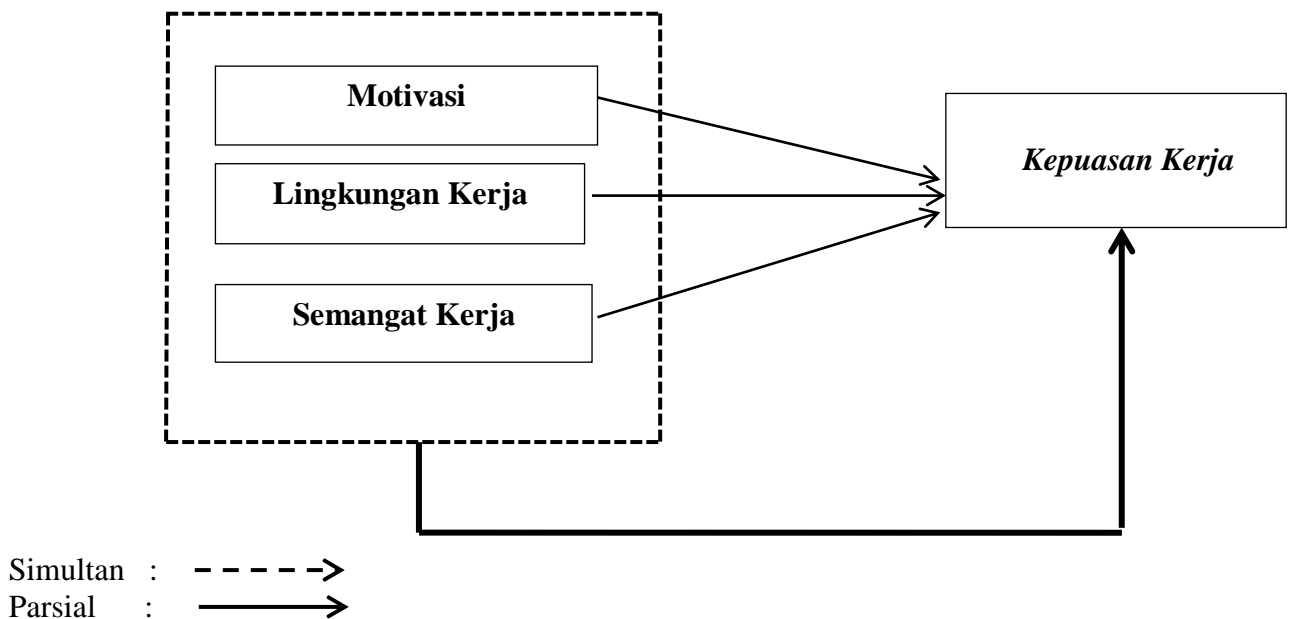 Motivasi
Lingkungan Kerja
Semangat Kerja
Kepuasan Kerja
Simultan :
Parsial :